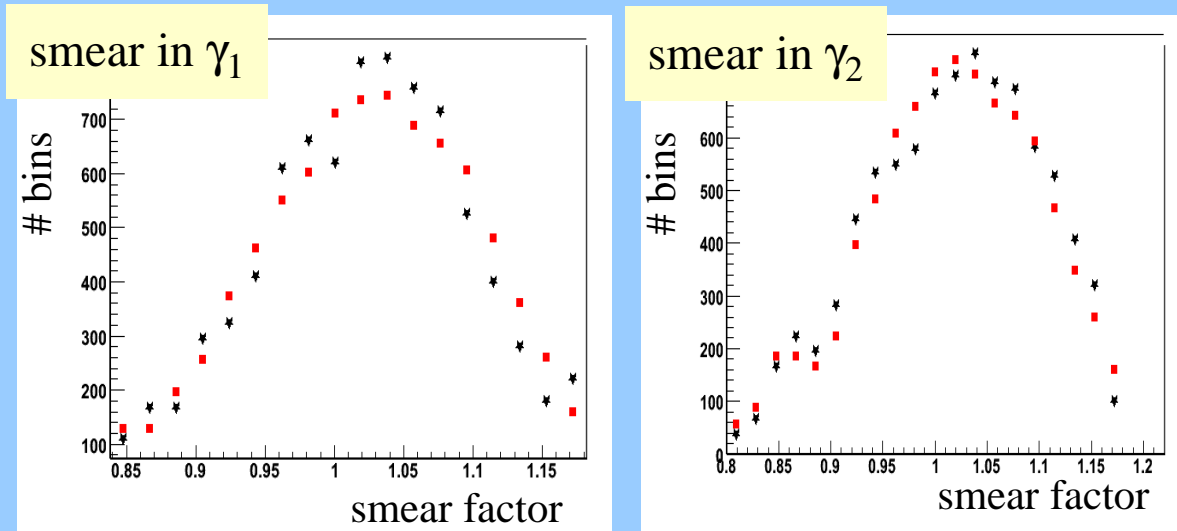 smear in γ₁
# bins
700
600
500
400
300
200
100
0.85 0.9 0.95 1 1.05 1.1 1.15
smear factor
smear in γ₂
# bins
600
500
400
300
200
100
0
0.8 0.85 0.9 0.95 1 1.05 1.1 1.15 1.2
smear factor